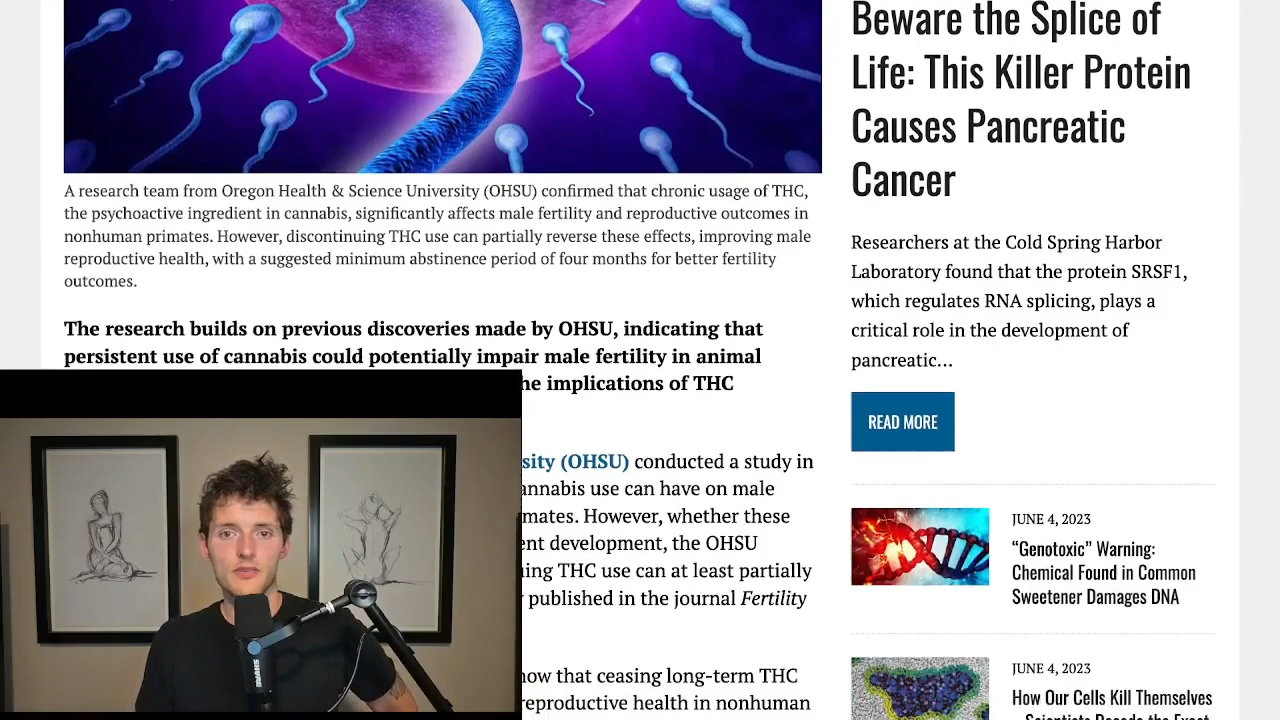 A research team from Oregon Health & Science University (OHSU) confirmed that chronic usage of THC,
the psychoactive ingredient in cannabis, significantly affects male fertility and reproductive outcomes in
nonhuman primates. However, discontinuing THC use can partially reverse these effects, improving male
reproductive health, with a suggested minimum abstinence period of four months for better fertility
outcomes.
The research builds on previous discoveries made by OHSU, indicating that
persistent use of cannabis could potentially impair male fertility in animal
he implications of THC
sity (OHSU) conducted a study in
annabis use can have on male
mates. However, whether these
ent development, the OHSU
ing THC use can at least partially
published in the journal Fertility
now that ceasing long-term THC
reproductive health in nonhuman
Beware the Splice of
Life: This Killer Protein
Causes Pancreatic
Cancer
Researchers at the Cold Spring Harbor
Laboratory found that the protein SRSF1,
which regulates RNA splicing, plays a
critical role in the development of
pancreatic...
READ MORE
JUNE 4, 2023
“Genotoxic” Warning:
Chemical Found in Common
Sweetener Damages DNA
JUNE 4, 2023
How Our Cells Kill Themselves
– Scientists Decode the Exact
SHURE